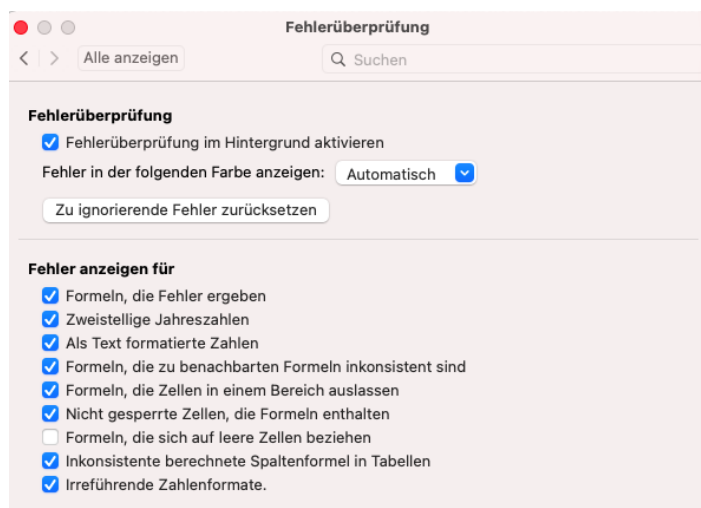 Fehlerüberprüfung
Alle anzeigen
Suchen
Fehlerüberprüfung
Fehlerüberprüfung im Hintergrund aktivieren
Fehler in der folgenden Farbe anzeigen: Automatisch
Zu ignorierende Fehler zurücksetzen
Fehler anzeigen für
Formeln, die Fehler ergeben
Zweistellige Jahreszahlen
Als Text formatierte Zahlen
Formeln, die zu benachbarten Formeln inkonsistent sind
Formeln, die Zellen in einem Bereich auslassen
Nicht gesperrte Zellen, die Formeln enthalten
Formeln, die sich auf leere Zellen beziehen
Inkonsistente berechnete Spaltenformel in Tabellen
Irreführende Zahlenformate.